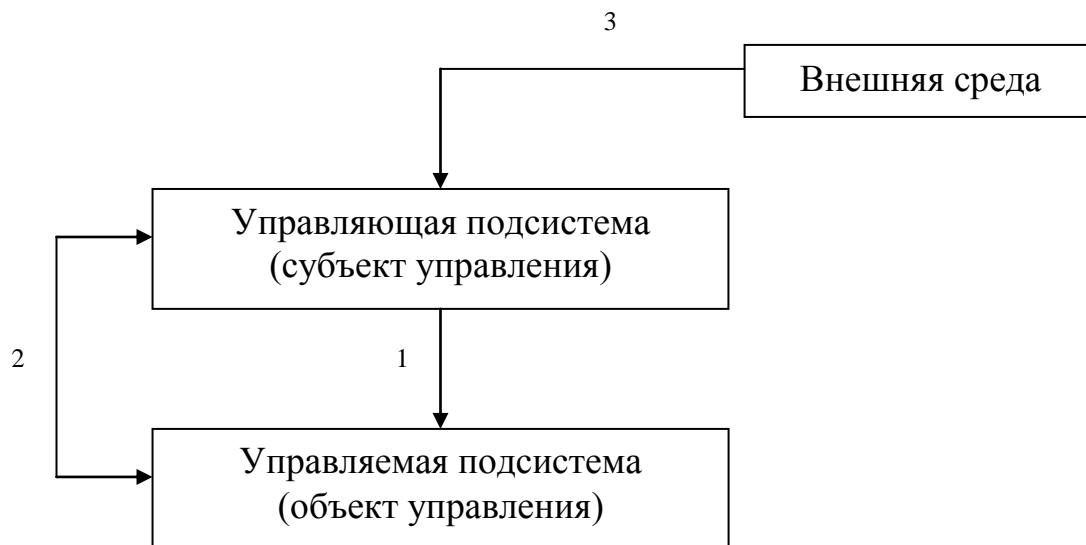 3
Внешняя среда
Управляющая подсистема
(субъект управления)
2
1
Управляемая подсистема
(объект управления)